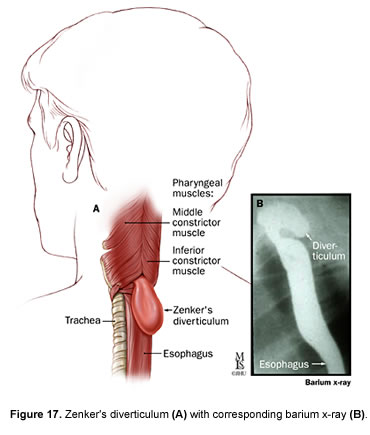 Pharyngeal
muscles:
A
Middle
constrictor
muscle
Inferior
constrictor
muscle
Zenker's
diverticulum
Trachea
Esophagus
B
Diver-
ticulum
Esophagus
Barium x-ray
©JHU
Figure 17. Zenker's diverticulum (A) with corresponding barium x-ray (B).